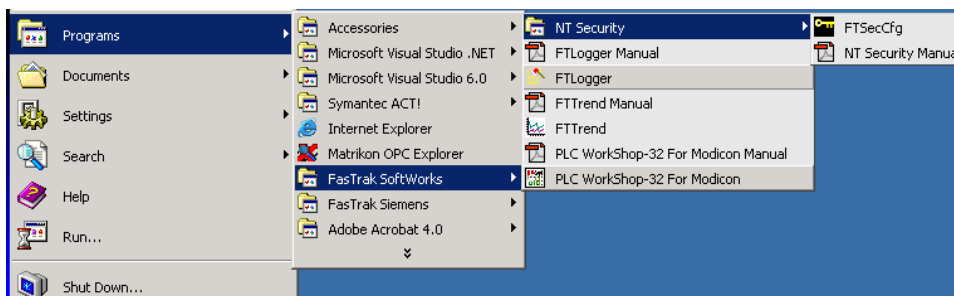 Programs
Documents
Settings
Search
Help
Run...
Shut Down...
Accessories
Microsoft Visual Studio .NET
Microsoft Visual Studio 6.0
Symantec ACT!
Internet Explorer
Matrikon OPC Explorer
FasTrak SoftWorks
FasTrak Siemens
Adobe Acrobat 4.0
NT Security
FTLogger Manual
FTLogger
FTTrend Manual
FTTrend
PLC WorkShop-32 For Modicon Manual
PLC WorkShop-32 For Modicon
FTSecCfg
NT Security Manua